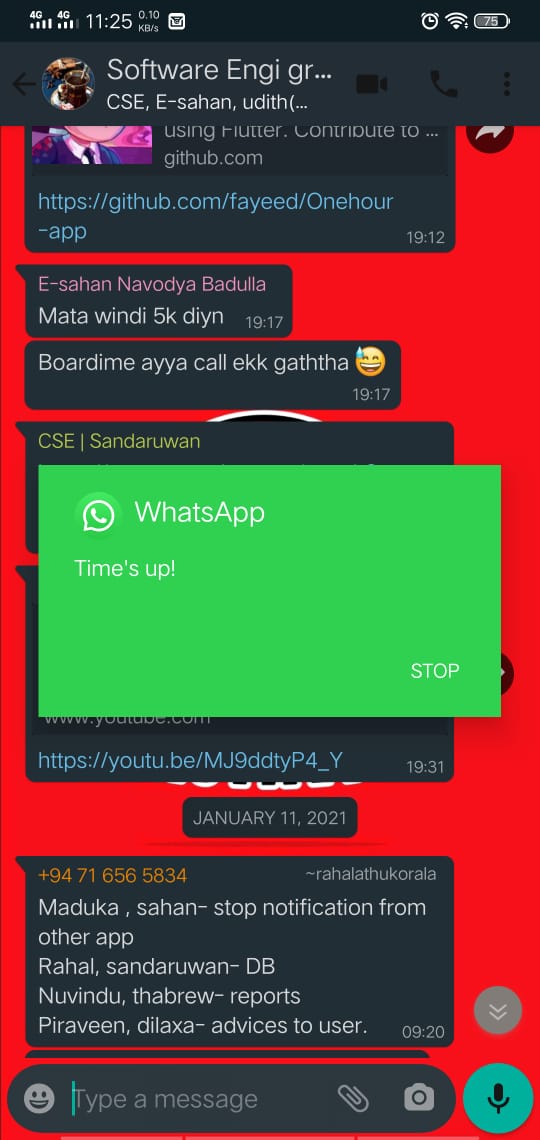 4G 4G 11:25 0.10 KB/s 75
Software Engi gr...
CSE, E-sahan, udith(...
using Flutter. Contribute to ...
github.com
https://github.com/fayeed/Onehour
-app
19:12
E-sahan Navodya Badulla
Mata windi 5k diyn 19:17
Boardime ayya call ekk gaththa 😅
19:17
CSE | Sandaruwan
WhatsApp
Time's up!
STOP
www.youtube.com
https://youtu.be/MJ9ddtyP4_Y 19:31
JANUARY 11, 2021
+94 71 656 5834 ~rahalathukorala
Maduka , sahan- stop notification from
other app
Rahal, sandaruwan- DB
Nuvindu, thabrew- reports
Piraveen, dilaxa- advices to user. 09:20
Type a message